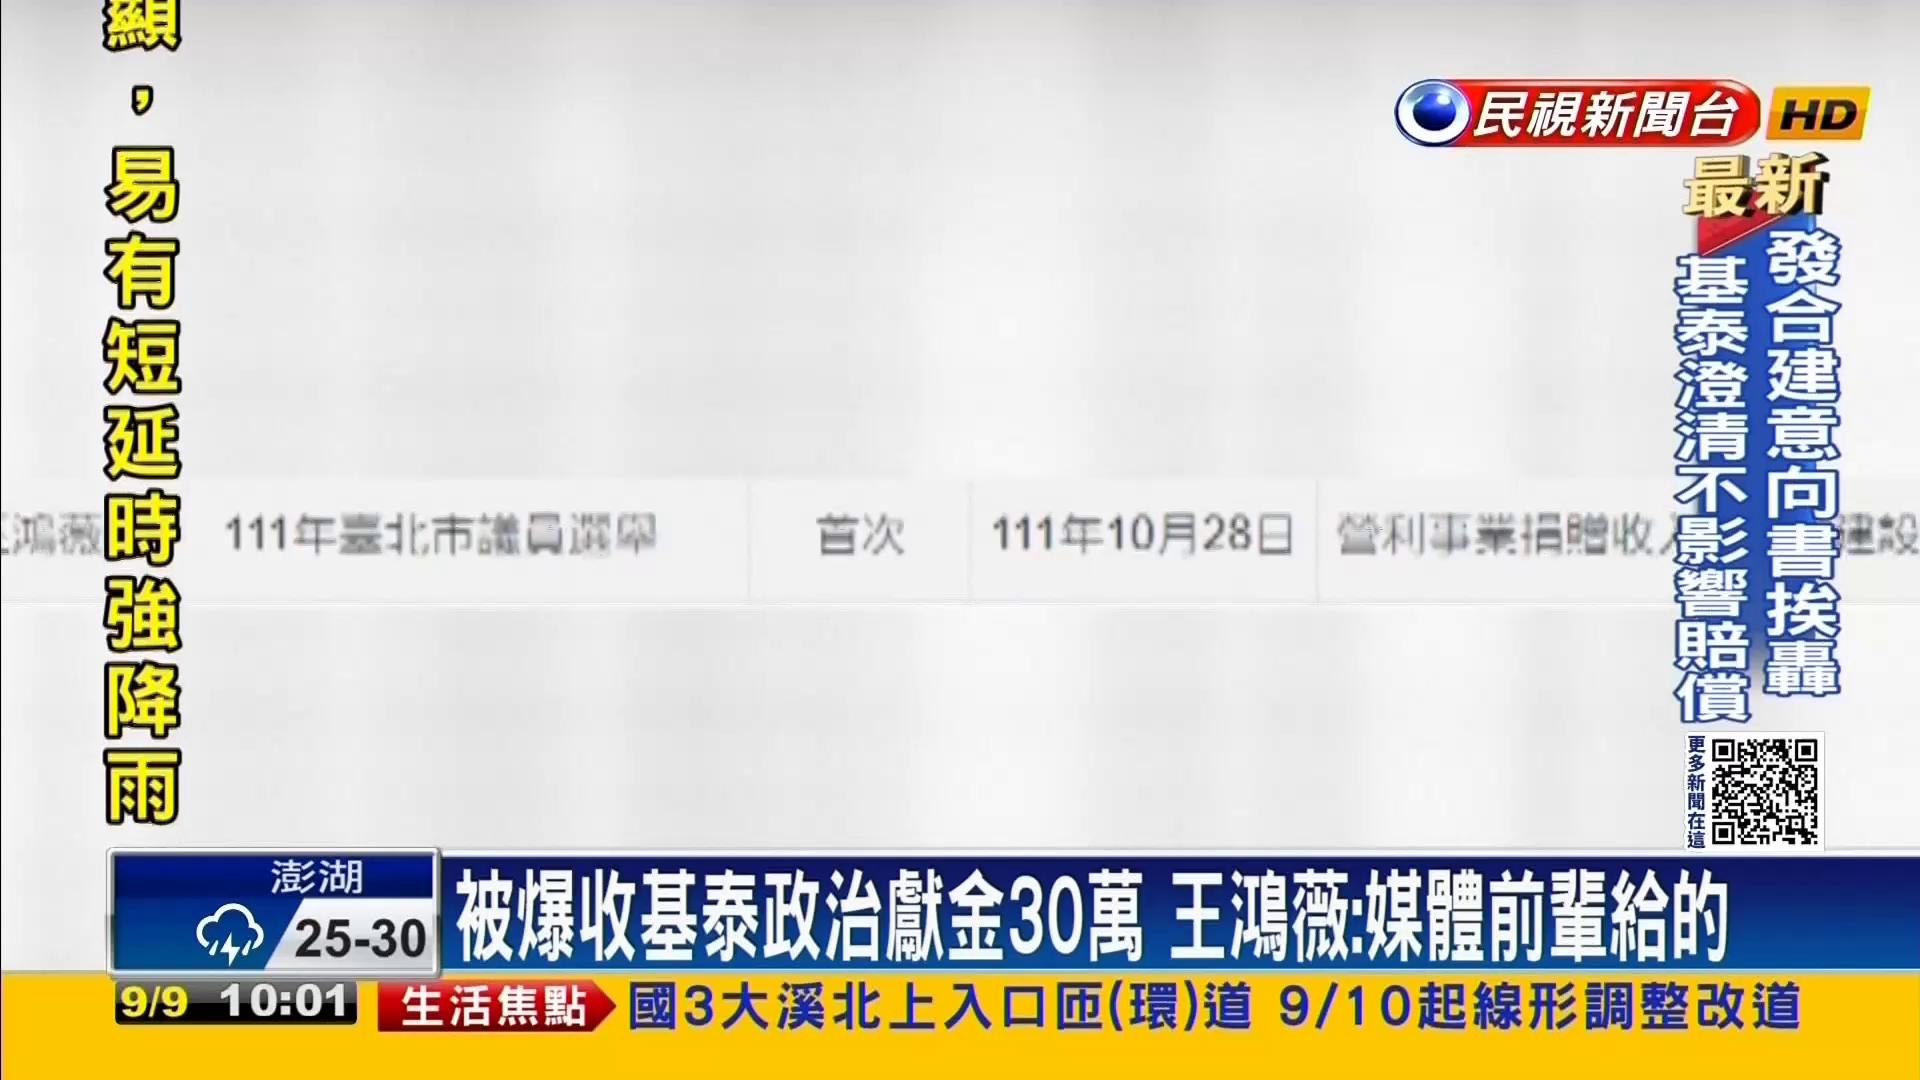 顯，易有短延時強降雨
民視新聞台 HD
最新
發合建意向書挨轟
基泰澄清不影響賠償
鴻薇 111年臺北市議員選舉 首次 111年10月28日 營利事業捐贈收 建設
更多新聞在這
澎湖
25-30
被爆收基泰政治獻金30萬 王鴻薇:媒體前輩給的
9/9 10:01 生活焦點 國3大溪北上入口匝(環)道 9/10起線形調整改道